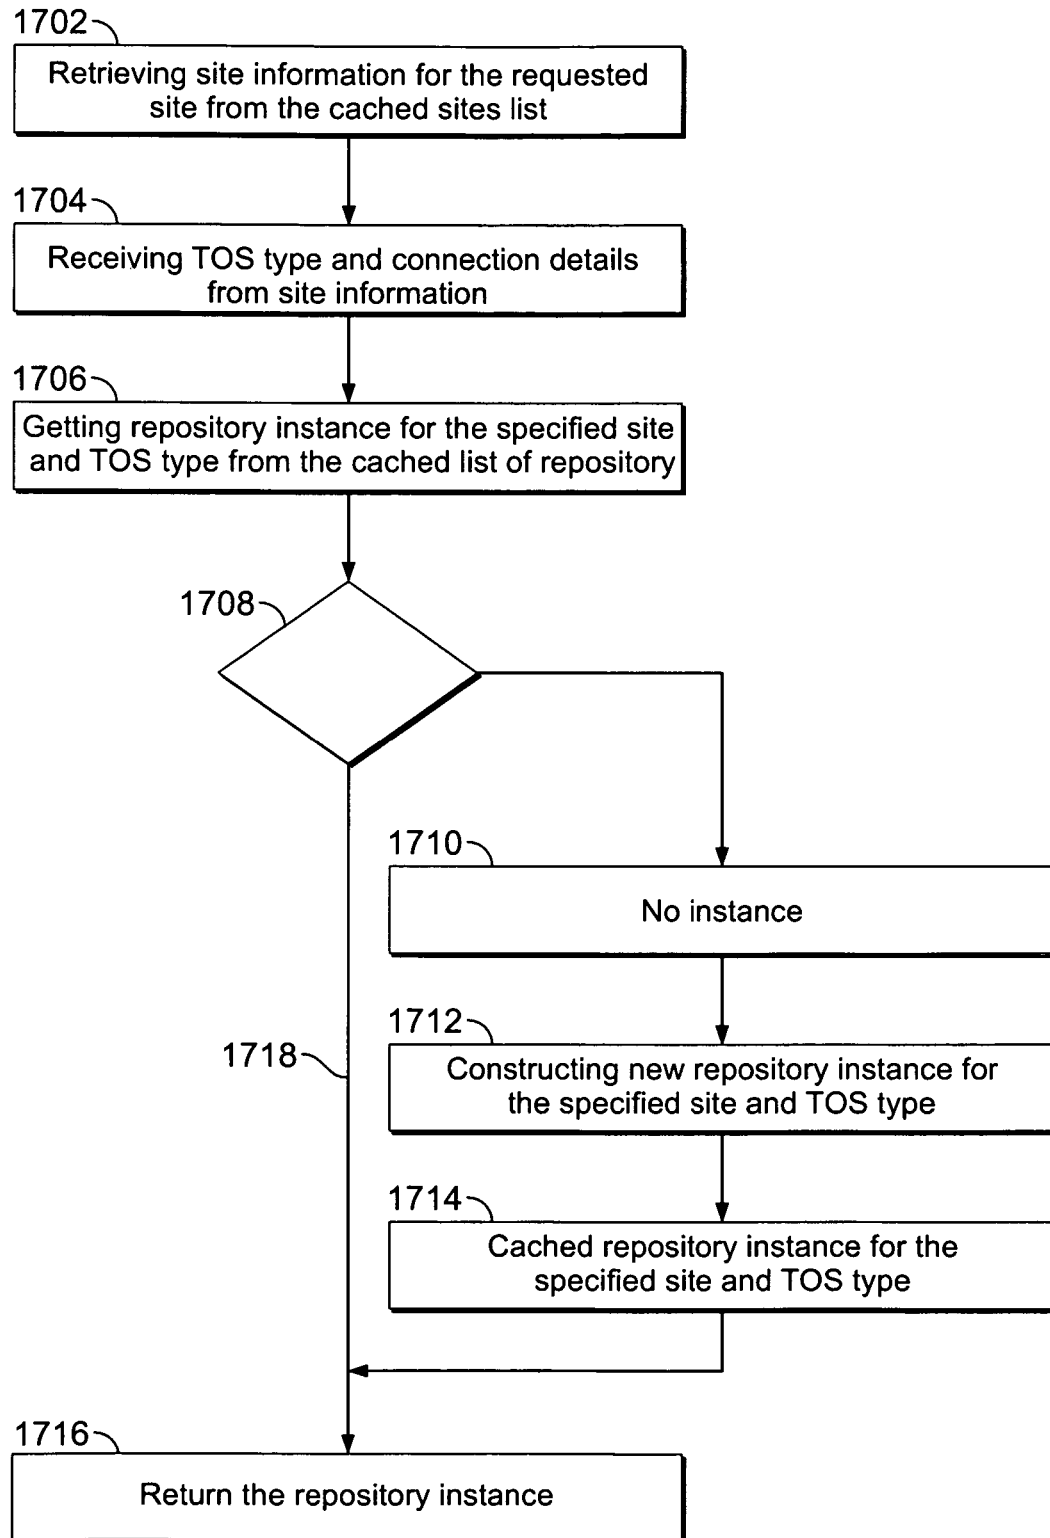 1702
Retrieving site information for the requested
site from the cached sites list
1704
Receiving TOS type and connection details
from site information
1706
Getting repository instance for the specified site
and TOS type from the cached list of repository
1708
1710
No instance
1712
Constructing new repository instance for
the specified site and TOS type
1718
1714
Cached repository instance for the
specified site and TOS type
1716
Return the repository instance